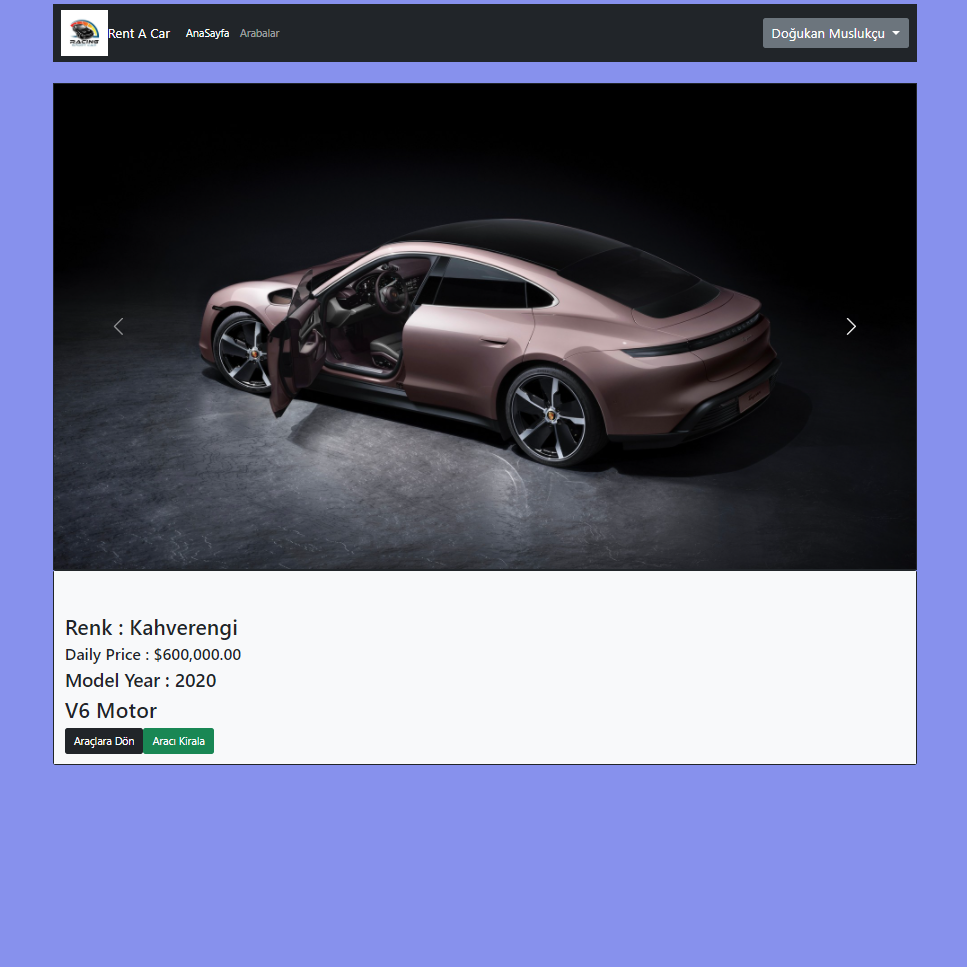 RACING
Rent A Car AnaSayfa Arabalar Doğukan Muslukçu
Renk : Kahverengi
Daily Price : $600,000.00
Model Year : 2020
V6 Motor
Araçlara Dön Aracı Kirala